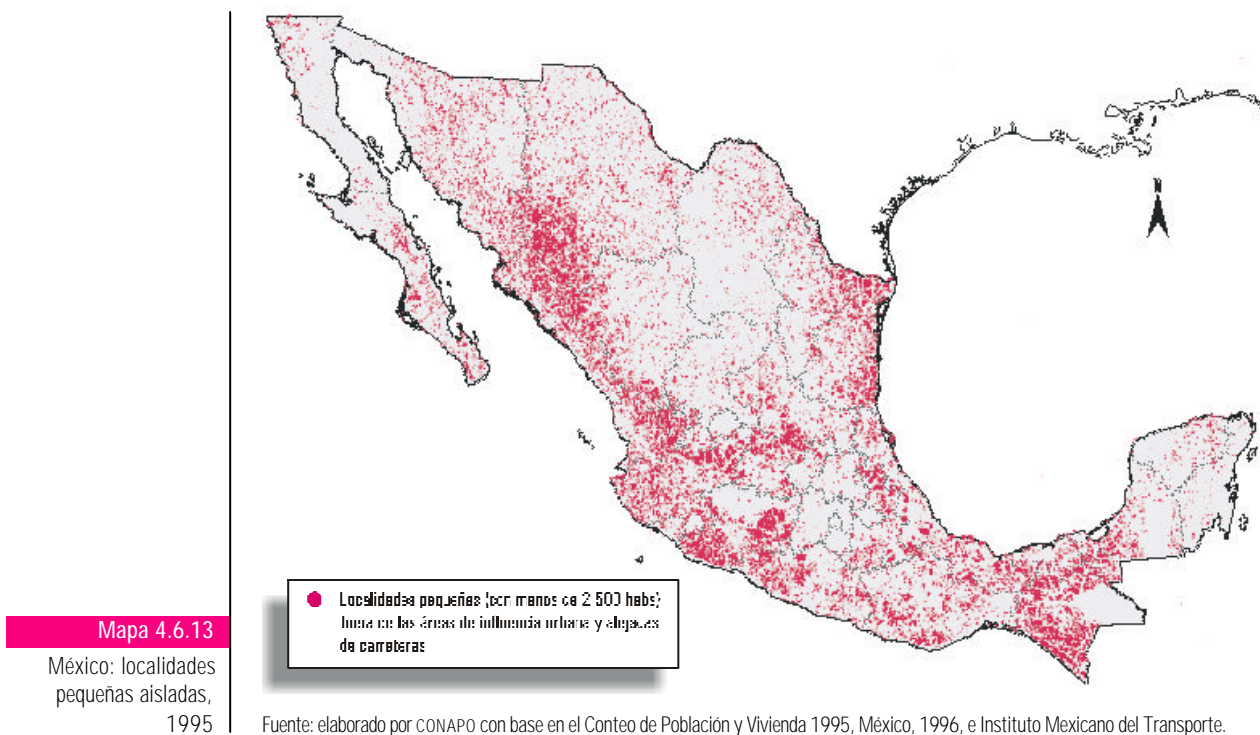 N
Localidades pequeñas (con menos de 2 500 habs)
fuera de las áreas de influencia urbana y alejadas
de carreteras
Mapa 4.6.13
México: localidades
pequeñas aisladas,
1995
Fuente: elaborado por CONAPO con base en el Conteo de Población y Vivienda 1995, México, 1996, e Instituto Mexicano del Transporte.